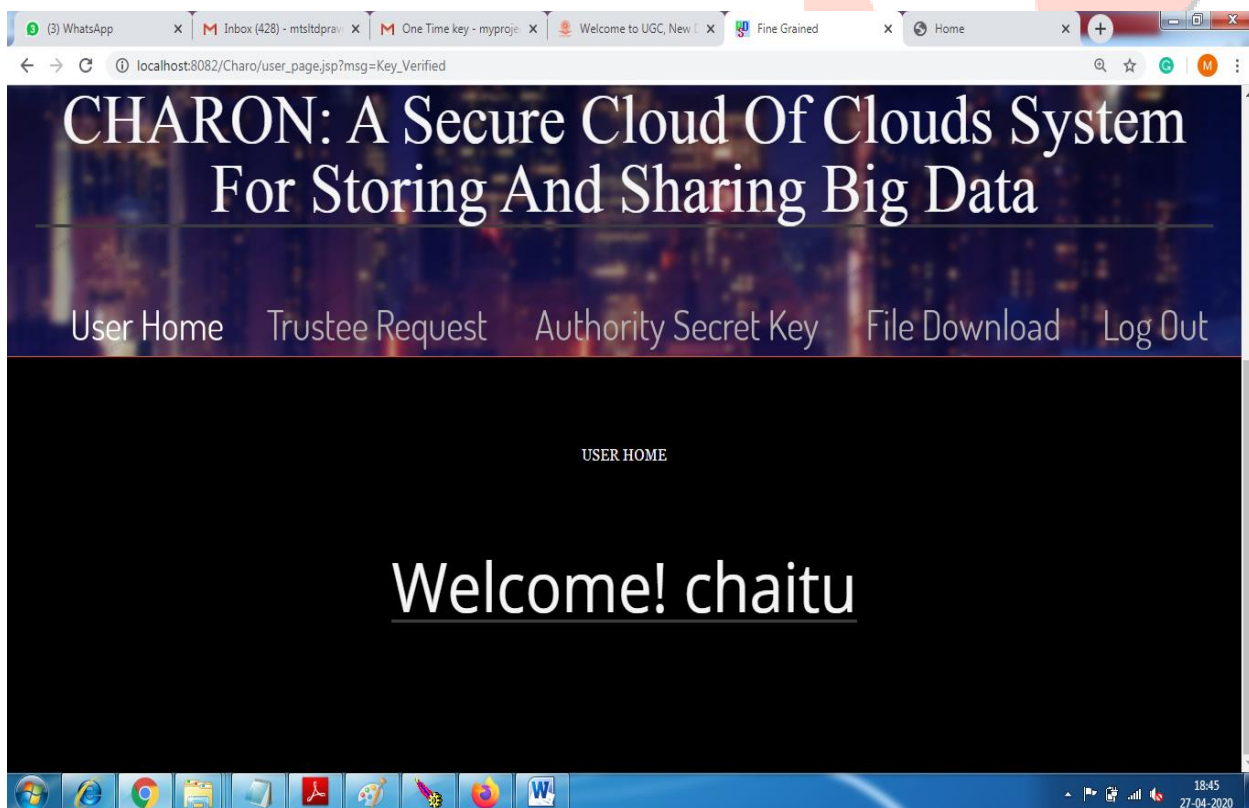 (3) WhatsApp
Inbox (428) - mtsltdprav
One Time key - myproje
Welcome to UGC, New D
Fine Grained
Home
localhost:8082/Charo/user_page.jsp?msg=Key_Verified
M
CHARON: A Secure Cloud Of Clouds System
For Storing And Sharing Big Data
User Home Trustee Request Authority Secret Key File Download Log Out
USER HOME
Welcome! chaitu
18:45
27-04-2020